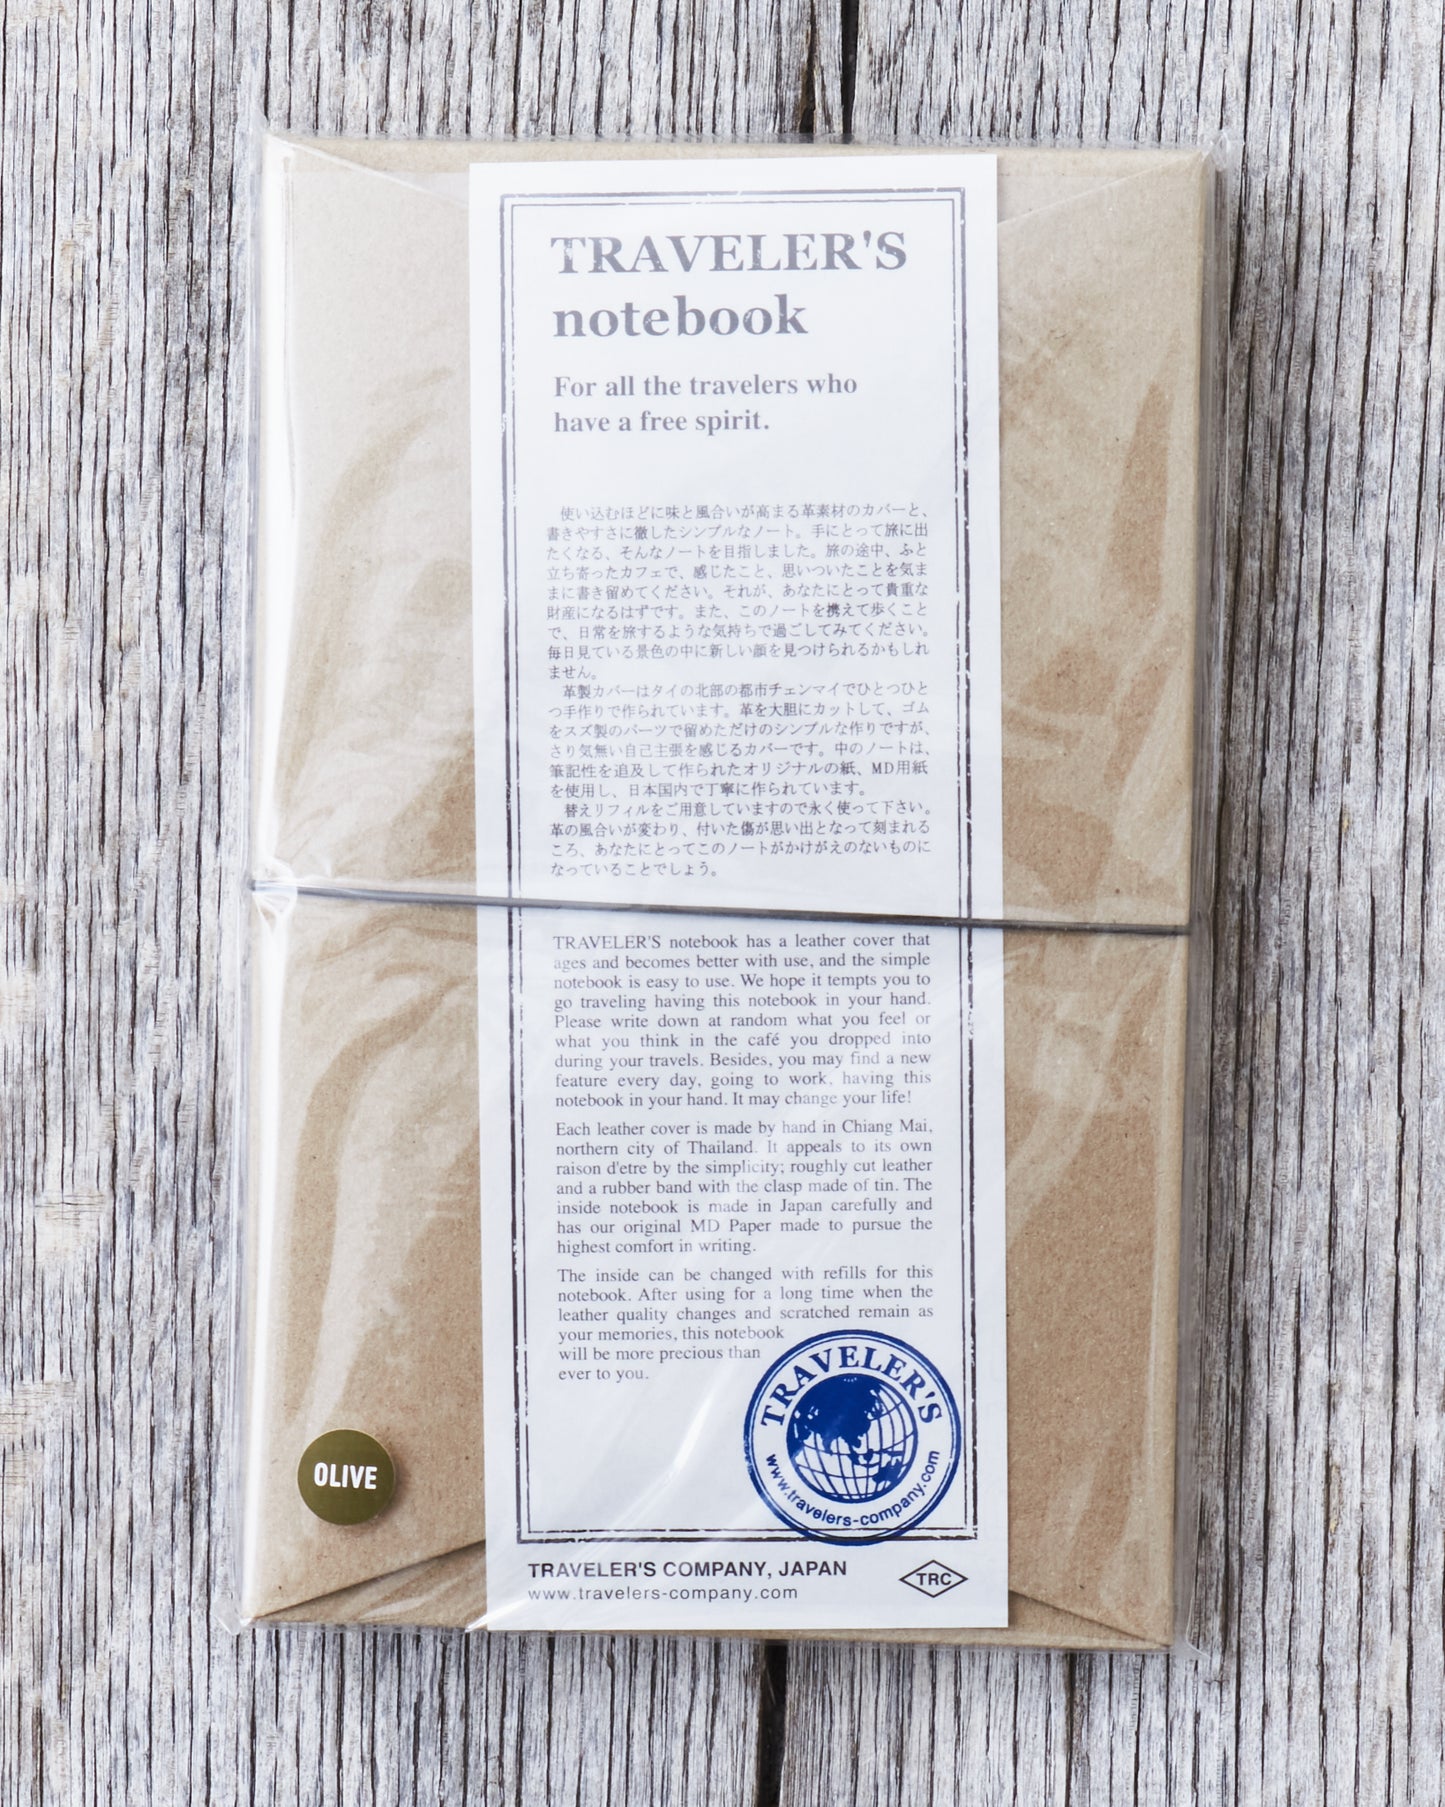 TRAVELER'S
notebook
For all the travelers who
have a free spirit.
使い込むほどに味と風合いが高まる革素材のカバーと、
書きやすさに徹したシンプルなノート。手にとって旅に出
たくなる、そんなノートを目指しました。旅の途中、ふと
立ち寄ったカフェで、感じたこと、思いついたことを気ま
まに書き留めてください。それが、あなたにとって貴重な
財産になるはずです。また、このノートを携えて歩くこと
で、日常を旅するような気持ちで過ごしてみてください。
毎日見ている景色の中に新しい顔を見つけられるかもしれ
ません。
革製カバーはタイの北部の都市チェンマイでひとつひと
つ手作りで作られています。革を大胆にカットして、ゴム
をスズ製のパーツで留めただけのシンプルな作りですが、
さり気無い自己主張を感じるカバーです。中のノートは、
筆記性を追及して作られたオリジナルの紙、MD用紙
を使用し、日本国内で丁寧に作られています。
替えリフィルをご用意していますので永く使って下さい。
革の風合いが変わり、付いた傷が思い出となって刻まれる
ころ、あなたにとってこのノートがかけがえのないものに
なっていることでしょう。
TRAVELER'S notebook has a leather cover that
ages and becomes better with use, and the simple
notebook is easy to use. We hope it tempts you to
go traveling having this notebook in your hand.
Please write down at random what you feel or
what you think in the café you dropped into
during your travels. Besides, you may find a new
feature every day, going to work, having this
notebook in your hand. It may change your life!
Each leather cover is made by hand in Chiang Mai,
northern city of Thailand. It appeals to its own
raison d'etre by the simplicity; roughly cut leather
and a rubber band with the clasp made of tin. The
inside notebook is made in Japan carefully and
has our original MD Paper made to pursue the
highest comfort in writing.
The inside can be changed with refills for this
notebook. After using for a long time when the
leather quality changes and scratched remain as
your memories, this notebook
will be more precious than
ever to you.
TRAVELER'S
www.travelers-company.com
OLIVE
TRAVELER'S COMPANY, JAPAN
www.travelers-company.com
TRC